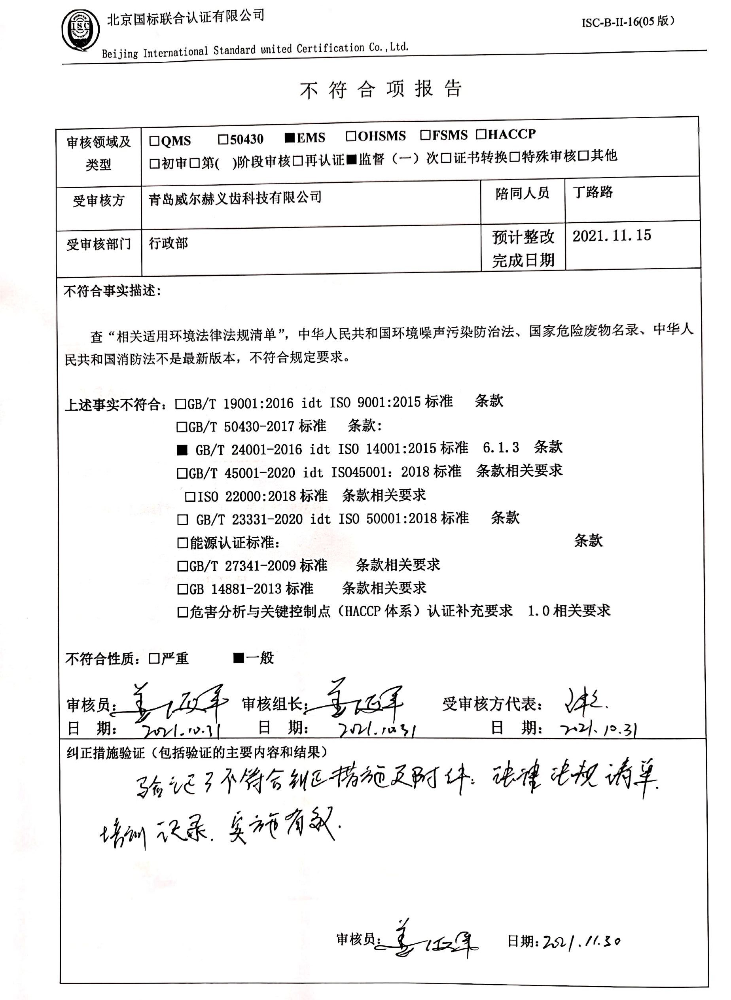 北京国标联合认证有限公司
ISC-B-II-16(05 版)
ISC
Beijing International Standard united Certification Co.,Ltd.
不符合项报告
审核领域及类型
□QMS □50430 ■EMS □OHSMS □FSMS □HACCP
□初审□第( )阶段审核□再认证■监督（一）次□证书转换□特殊审核□其他
受审核方 青岛威尔赫义齿科技有限公司 陪同人员 丁路路
受审核部门 行政部 预计整改完成日期 2021.11.15
不符合事实描述：
查“相关适用环境法律法规清单”，中华人民共和国环境噪声污染防治法、国家危险废物名录、中华人
民共和国消防法不是最新版本，不符合规定要求。
上述事实不符合：□GB/T 19001:2016 idt ISO 9001:2015 标准 条款
□GB/T 50430-2017 标准 条款：
■ GB/T 24001-2016 idt ISO 14001:2015 标准 6.1.3 条款
□GB/T 45001-2020 idt ISO45001：2018 标准 条款相关要求
□ISO 22000:2018 标准 条款相关要求
□ GB/T 23331-2020 idt ISO 50001:2018 标准 条款
□能源认证标准： 条款
□GB/T 27341-2009 标准 条款相关要求
□GB 14881-2013 标准 条款相关要求
□危害分析与关键控制点（HACCP 体系）认证补充要求 1.0 相关要求
不符合性质：□严重 ■一般
审核员： 审核组长： 受审核方代表：
日 期： 2021.10.31 日 期： 2021.10.31 日 期： 2021.10.31
纠正措施验证（包括验证的主要内容和结果）
验证了不符合纠正措施及附件：法律法规清单.
培训记录. 实施有效.
审核员： 日期：2021.11.30